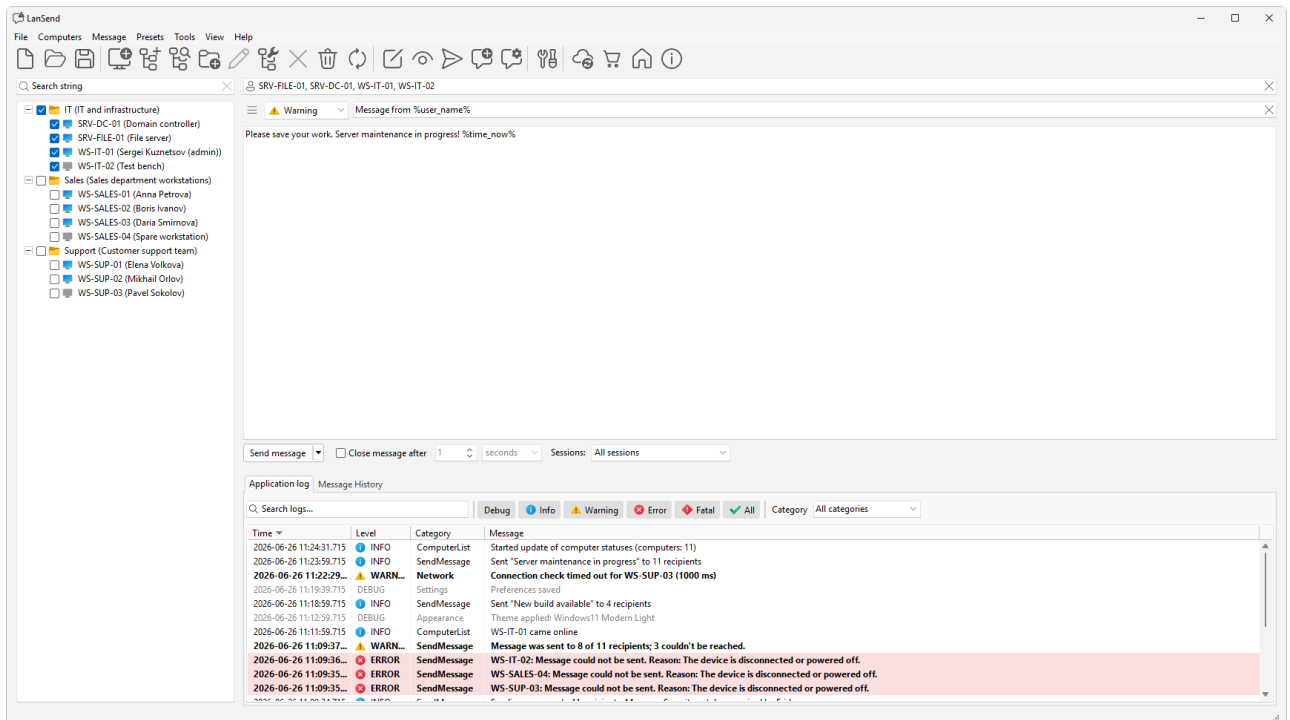 LanSend
File Computers Message Presets Tools View Help
Search string
SRV-FILE-01, SRV-DC-01, WS-IT-01, WS-IT-02
IT (IT and infrastructure)
SRV-DC-01 (Domain controller)
SRV-FILE-01 (File server)
WS-IT-01 (Sergei Kuznetsov (admin))
WS-IT-02 (Test bench)
Sales (Sales department workstations)
WS-SALES-01 (Anna Petrova)
WS-SALES-02 (Boris Ivanov)
WS-SALES-03 (Daria Smirnova)
WS-SALES-04 (Spare workstation)
Support (Customer support team)
WS-SUP-01 (Elena Volkova)
WS-SUP-02 (Mikhail Orlov)
WS-SUP-03 (Pavel Sokolov)
Warning Message from %user_name%
Please save your work. Server maintenance in progress! %time_now%
Send message Close message after 1 seconds Sessions: All sessions
Application log Message History
Search logs... Debug Info Warning Error Fatal All Category All categories
Time Level Category Message
2026-06-26 11:24:31.715 INFO ComputerList Started update of computer statuses (computers: 11)
2026-06-26 11:23:59.715 INFO SendMessage Sent "Server maintenance in progress" to 11 recipients
2026-06-26 11:22:29... WARN... Network Connection check timed out for WS-SUP-03 (1000 ms)
2026-06-26 11:19:39.715 DEBUG Settings Preferences saved
2026-06-26 11:18:59.715 INFO SendMessage Sent "New build available" to 4 recipients
2026-06-26 11:12:59.715 DEBUG Appearance Theme applied: Windows11 Modern Light
2026-06-26 11:11:59.715 INFO ComputerList WS-IT-01 came online
2026-06-26 11:09:37... WARN... SendMessage Message was sent to 8 of 11 recipients; 3 couldn't be reached.
2026-06-26 11:09:36... ERROR SendMessage WS-IT-02: Message could not be sent. Reason: The device is disconnected or powered off.
2026-06-26 11:09:35... ERROR SendMessage WS-SALES-04: Message could not be sent. Reason: The device is disconnected or powered off.
2026-06-26 11:09:35... ERROR SendMessage WS-SUP-03: Message could not be sent. Reason: The device is disconnected or powered off.